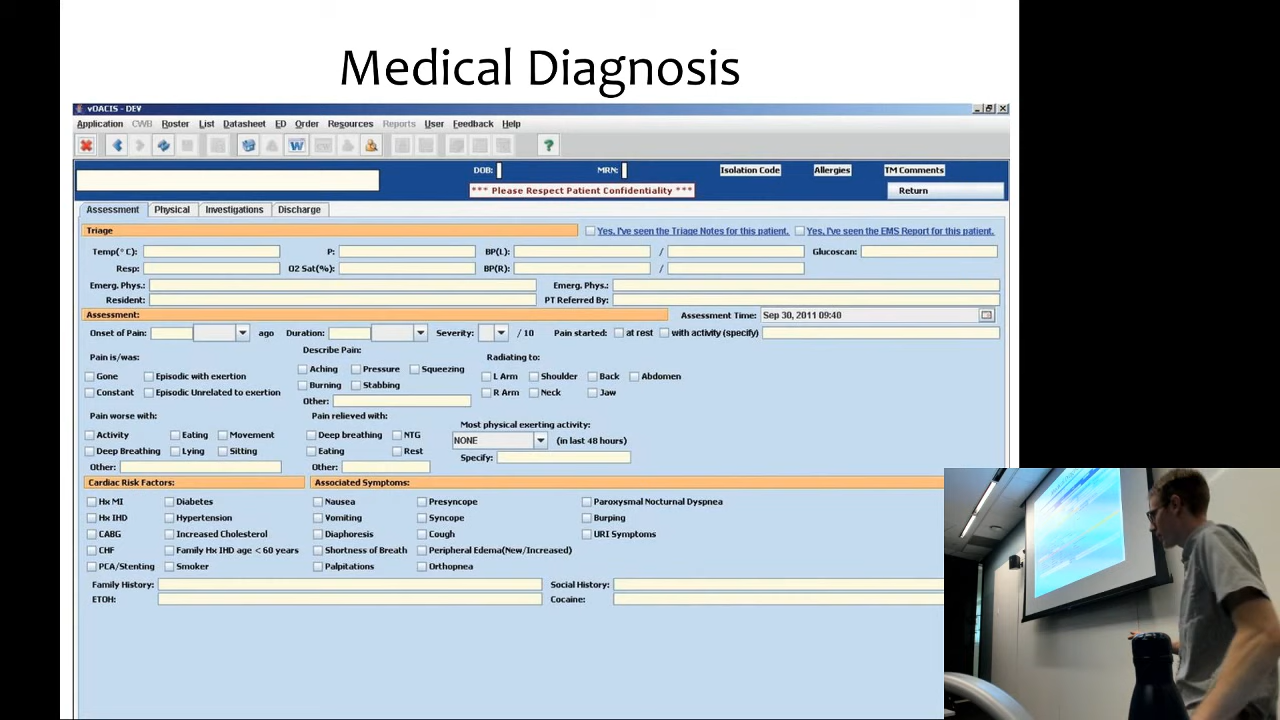 Medical Diagnosis
vOACIS - DEV
Application CWB Roster List Datasheet ED Order Resources Reports User Feedback Help
W ?
DOB: MRN: Isolation Code Allergies TM Comments
*** Please Respect Patient Confidentiality *** Return
Assessment Physical Investigations Discharge
Triage Yes, I've seen the Triage Notes for this patient. Yes, I've seen the EMS Report for this patient.
Temp(° C): P: BP(L): / Glucoscan:
Resp: O2 Sat(%): BP(R): /
Emerg. Phys.: Emerg. Phys.:
Resident: PT Referred By:
Assessment: Assessment Time: Sep 30, 2011 09:40
Onset of Pain: ago Duration: Severity: / 10 Pain started: at rest with activity (specify)
Pain is/was: Describe Pain: Radiating to:
Aching Pressure Squeezing
Gone Episodic with exertion L Arm Shoulder Back Abdomen
Burning Stabbing
Constant Episodic Unrelated to exertion R Arm Neck Jaw
Other:
Pain worse with: Pain relieved with:
Most physical exerting activity:
Activity Eating Movement Deep breathing NTG NONE (in last 48 hours)
Deep Breathing Lying Sitting Eating Rest Specify:
Other: Other:
Cardiac Risk Factors: Associated Symptoms:
Hx MI Diabetes Nausea Presyncope Paroxysmal Nocturnal Dyspnea
Hx IHD Hypertension Vomiting Syncope Burping
CABG Increased Cholesterol Diaphoresis Cough URI Symptoms
CHF Family Hx IHD age < 60 years Shortness of Breath Peripheral Edema(New/Increased)
PCA/Stenting Smoker Palpitations Orthopnea
Family History: Social History:
ETOH: Cocaine: